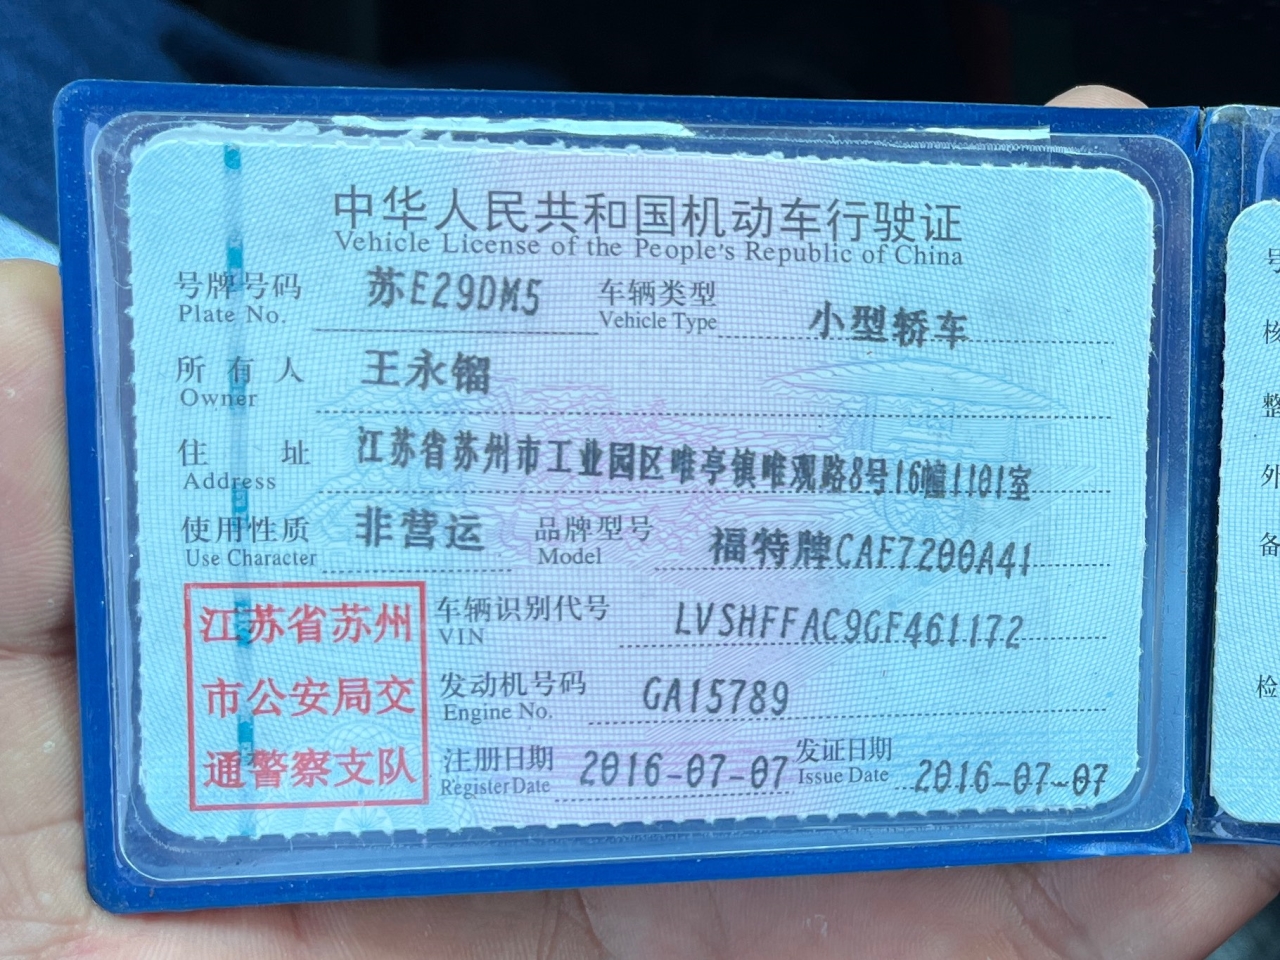 中华人民共和国机动车行驶证
Vehicle License of the People's Republic of China
号牌号码 苏E29DM5 车辆类型 小型轿车
Plate No. Vehicle Type
所有人 王永镏
Owner
住址 江苏省苏州市工业园区唯亭镇唯观路8号16幢1101室
Address
使用性质 非营运 品牌型号 福特牌CAF7200A41
Use Character Model
江苏省苏州
市公安局交
通警察支队
车辆识别代号 LVSHFFAC9GF461172
VIN
发动机号码 GA15789
Engine No.
注册日期 2016-07-07 发证日期 2016-07-07
Register Date Issue Date
号
核
整
外
备
检